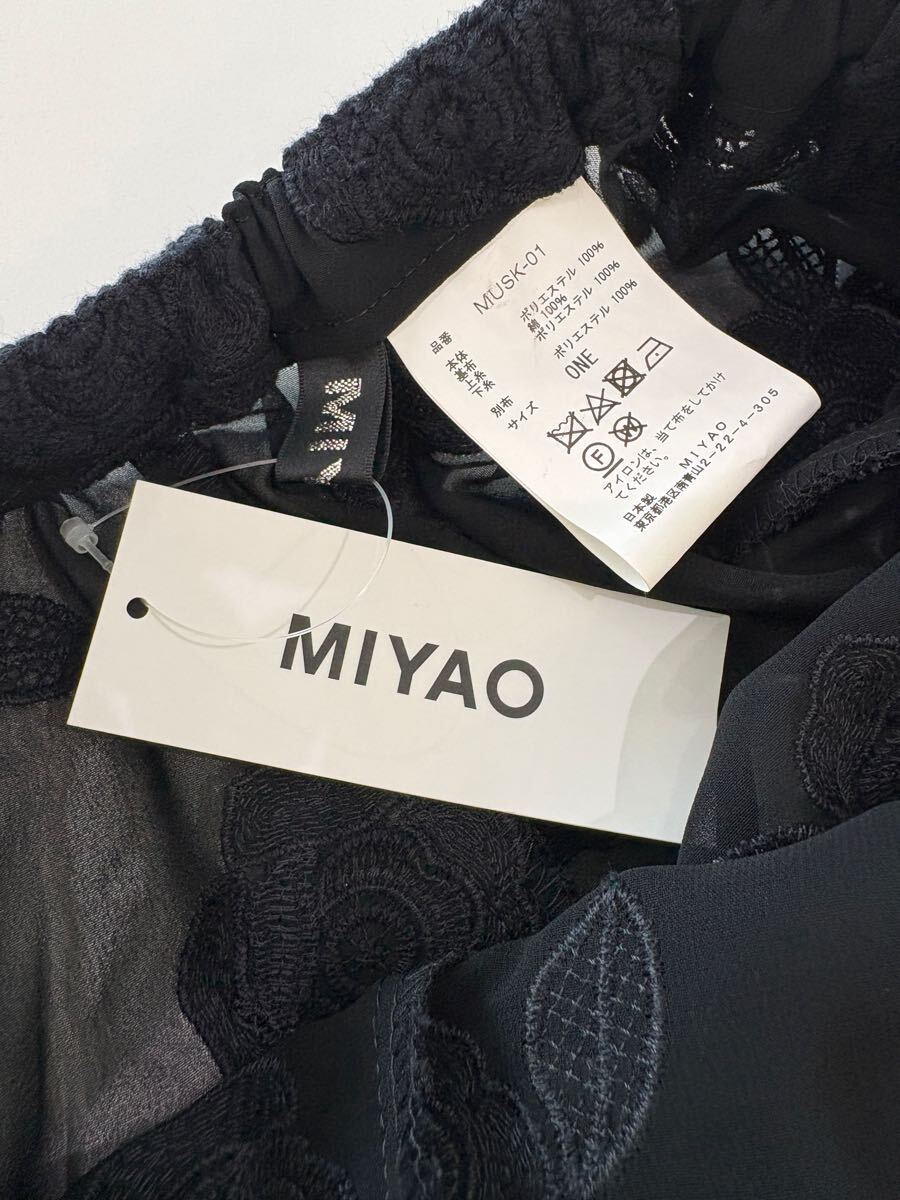 品番 MUSK-01
本体
基布 ポリエステル 100%
上糸 綿 100%
下糸 ポリエステル 100%
別布 ポリエステル 100%
サイズ ONE
F
アイロンは、当て布をしてかけ
てください。
日本製 MIYAO
東京都港区南青山2-22-4-305
MIY
MIYAO